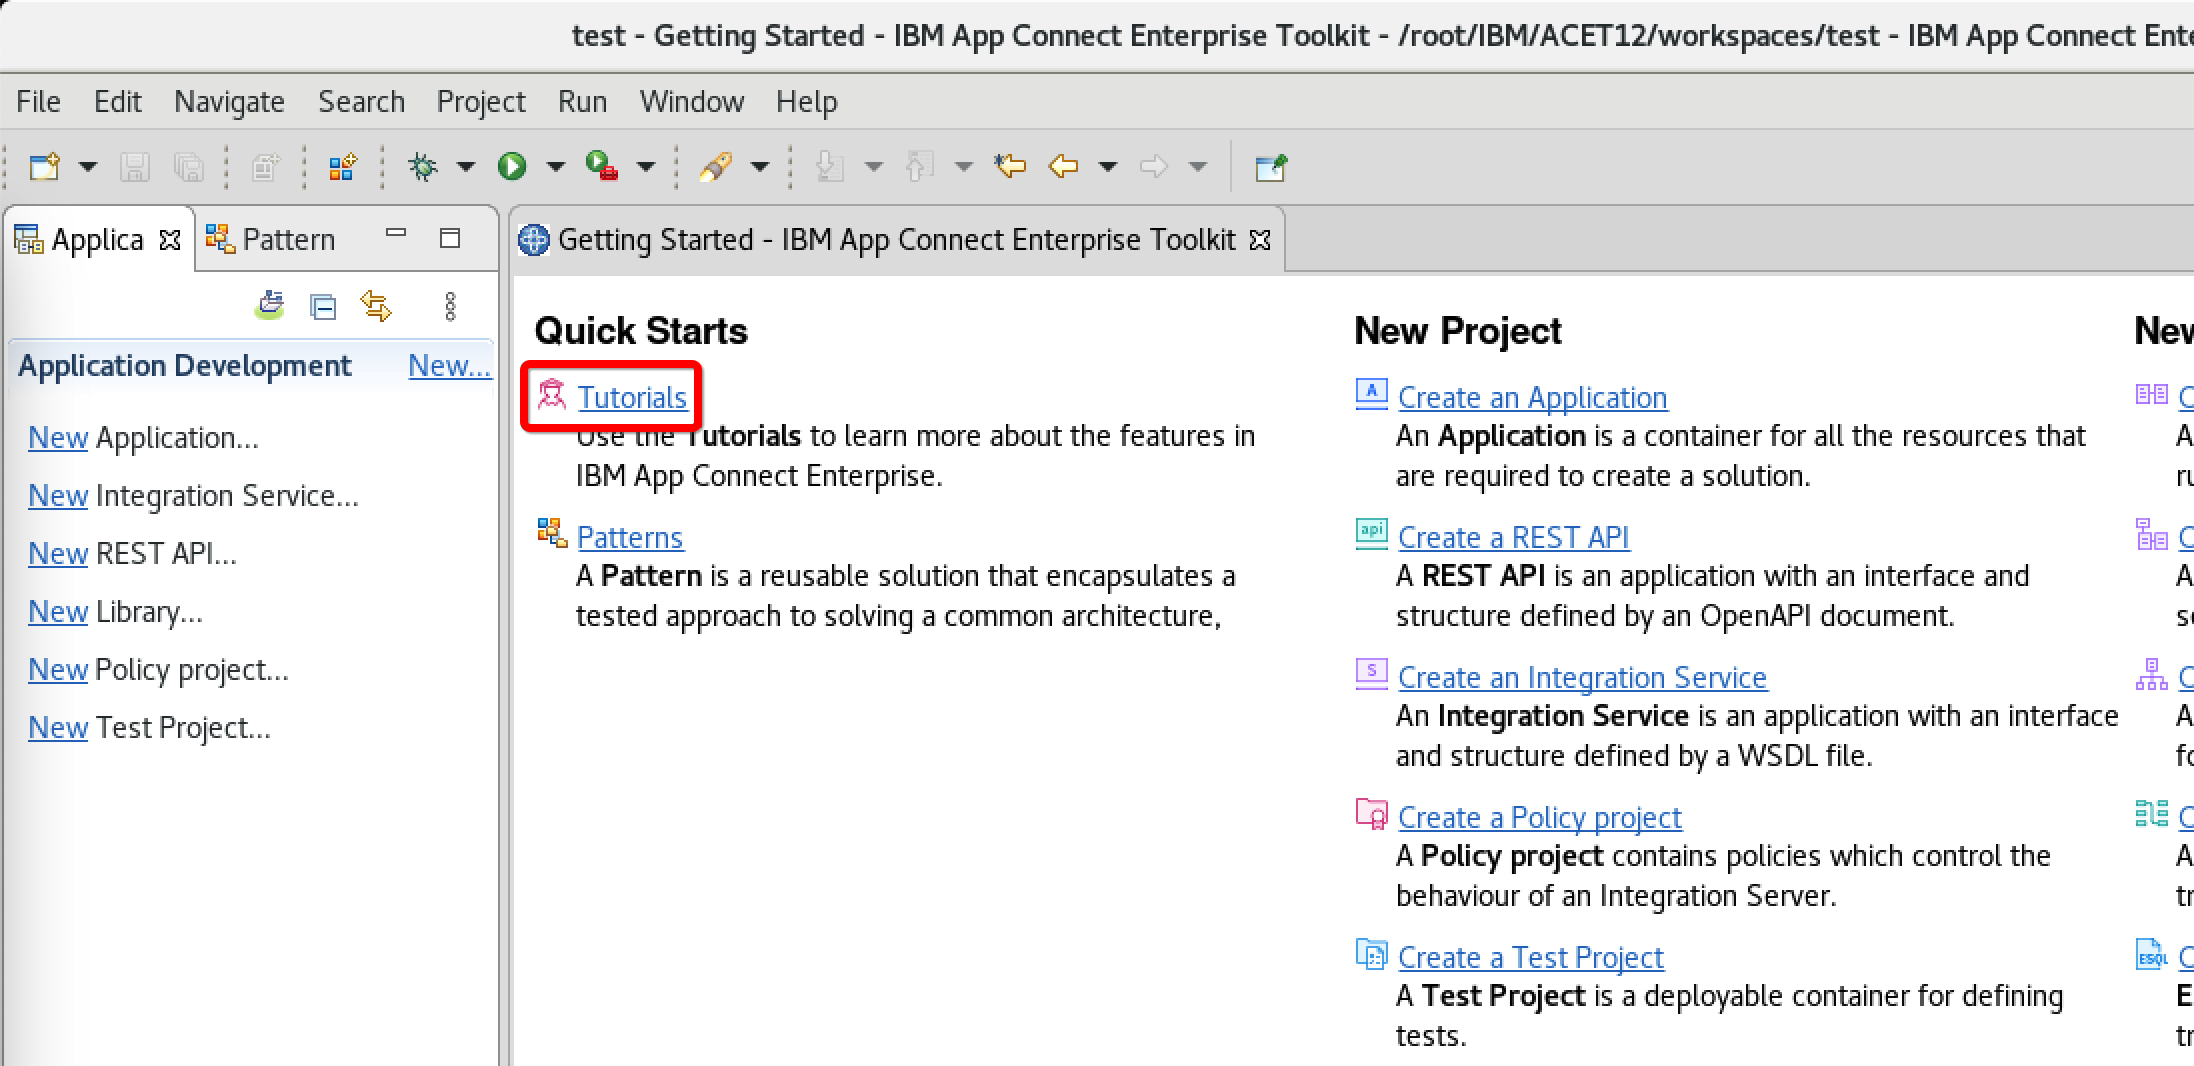 test - Getting Started - IBM App Connect Enterprise Toolkit - /root/IBM/ACET12/workspaces/test - IBM App Connect
File Edit Navigate Search Project Run Window Help
Applica Pattern
Getting Started - IBM App Connect Enterprise Toolkit
Application Development New...
New Application...
New Integration Service...
New REST API...
New Library...
New Policy project...
New Test Project...
Quick Starts
Tutorials
Use the Tutorials to learn more about the features in
IBM App Connect Enterprise.
Patterns
A Pattern is a reusable solution that encapsulates a
tested approach to solving a common architecture,
New Project
A Create an Application
An Application is a container for all the resources that
are required to create a solution.
api Create a REST API
A REST API is an application with an interface and
structure defined by an OpenAPI document.
S Create an Integration Service
An Integration Service is an application with an interface
and structure defined by a WSDL file.
Create a Policy project
A Policy project contains policies which control the
behaviour of an Integration Server.
Create a Test Project
A Test Project is a deployable container for defining
tests.
New
ESQL